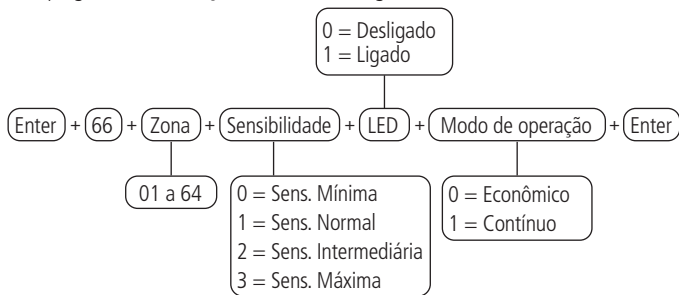 0 = Desligado
1 = Ligado
Enter + 66 + Zona + Sensibilidade + LED + Modo de operação + Enter
01 a 64
0 = Sens. Mínima
1 = Sens. Normal
2 = Sens. Intermediária
3 = Sens. Máxima
0 = Econômico
1 = Contínuo